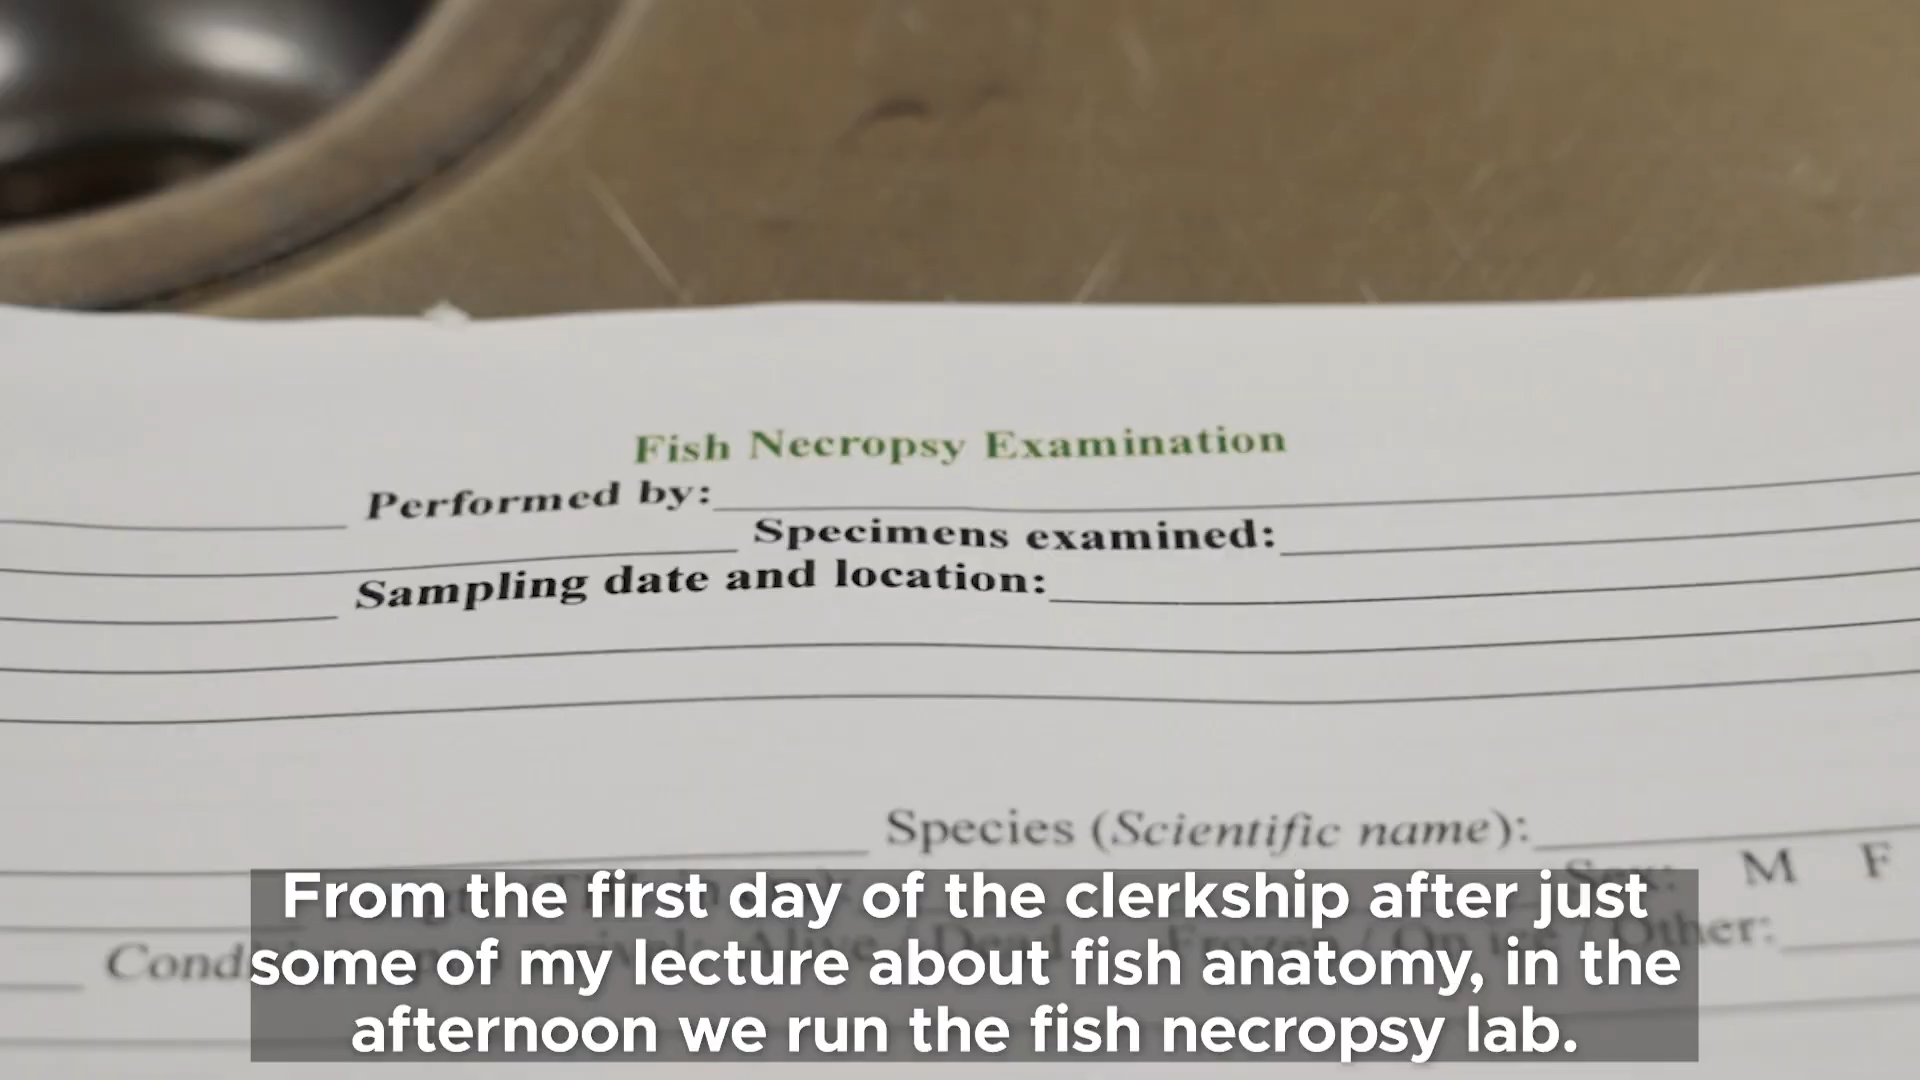 Fish Necropsy Examination
Performed by:
Specimens examined:
Sampling date and location:
Species (Scientific name):
Sex: M F
Other:
From the first day of the clerkship after just
some of my lecture about fish anatomy, in the
afternoon we run the fish necropsy lab.